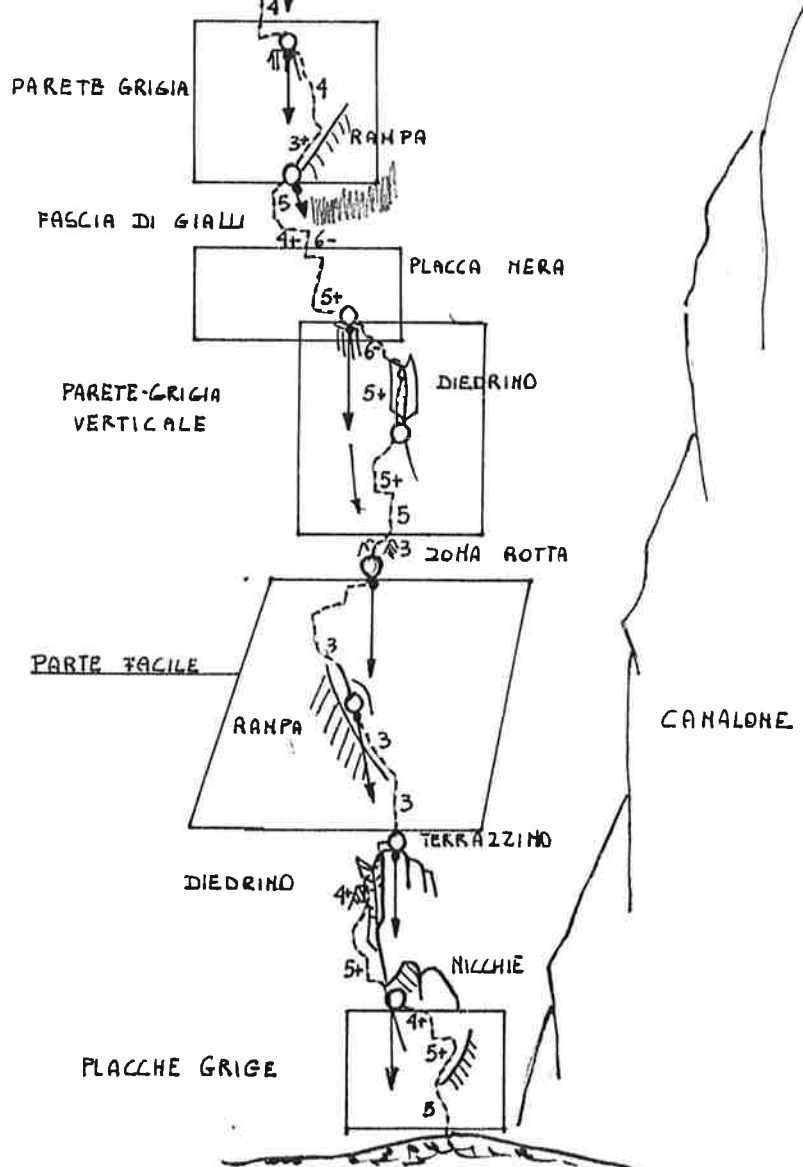 4
PARETE GRIGIA
4
3+
RAMPA
5
FASCIA DI GIALLI
4+
6-
PLACCA NERA
5+
6-
PARETE-GRIGIA
VERTICALE
5+
DIEDRINO
5+
5
3
ZONA ROTTA
3
PARTE FACILE
RAMPA
3
CANALONE
3
TERRAZZINO
DIEDRINO
4+
5+
NICCHIE
4+
5+
PLACCHE GRIGE
5